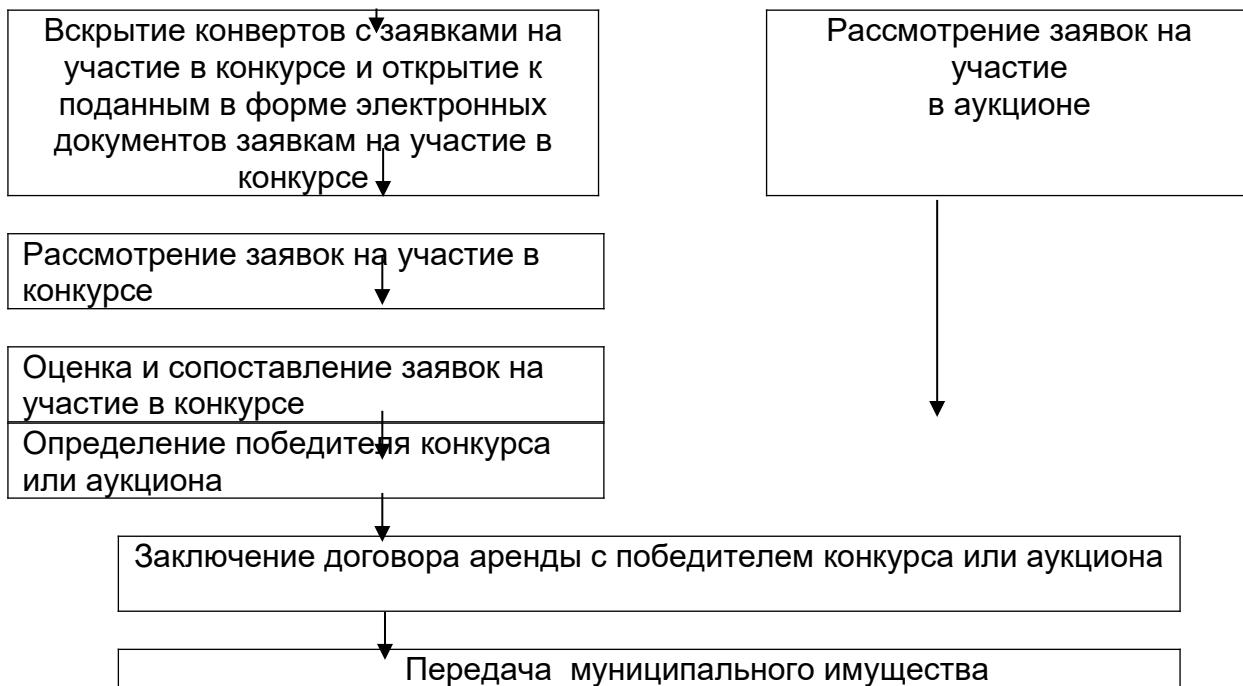 Вскрытие конвертов с заявками на
участие в конкурсе и открытие к
поданным в форме электронных
документов заявкам на участие в
конкурсе
Рассмотрение заявок на
участие
в аукционе
Рассмотрение заявок на участие в
конкурсе
Оценка и сопоставление заявок на
участие в конкурсе
Определение победителя конкурса
или аукциона
Заключение договора аренды с победителем конкурса или аукциона
Передача муниципального имущества